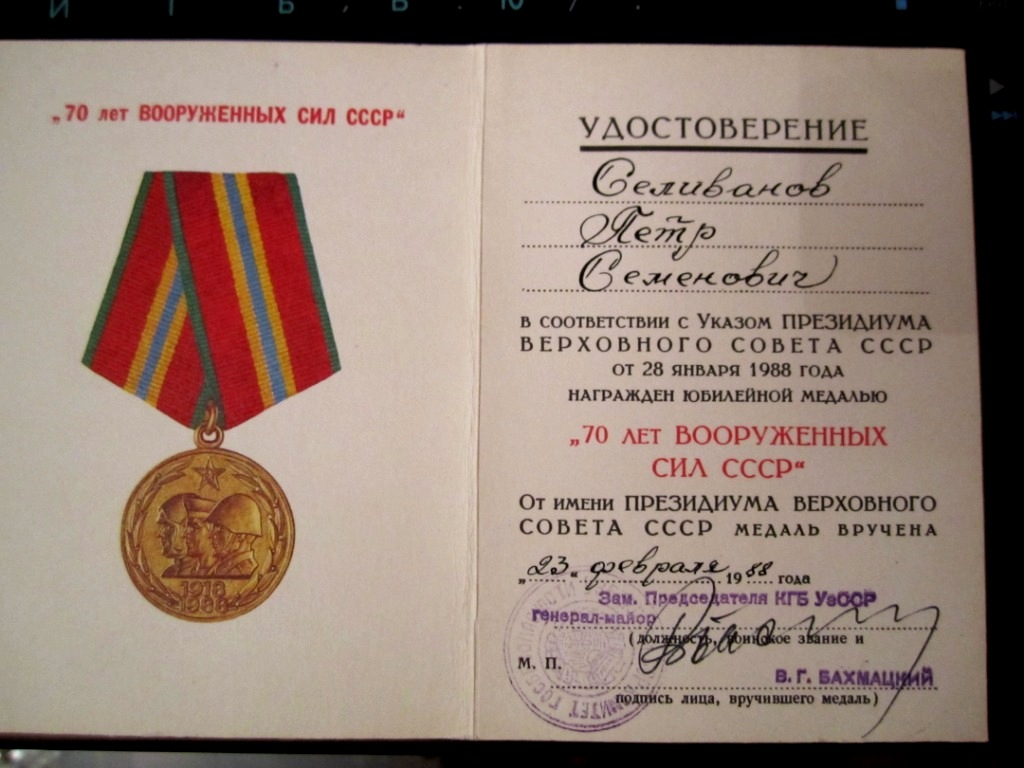 „70 лет ВООРУЖЕННЫХ СИЛ СССР“
1918
1988
УДОСТОВЕРЕНИЕ
Селиванов
Петр
Семенович
в соответствии с Указом ПРЕЗИДИУМА
ВЕРХОВНОГО СОВЕТА СССР
от 28 января 1988 года
награжден юбилейной медалью
„70 лет ВООРУЖЕННЫХ
СИЛ СССР“
От имени ПРЕЗИДИУМА ВЕРХОВНОГО
СОВЕТА СССР медаль вручена
„23“ февраля 1988 года
Зам. Председателя КГБ УзССР
генерал-майор
(должность, воинское звание и
М. П.
В. Г. БАХМАЦКИЙ
подпись лица, вручившего медаль)